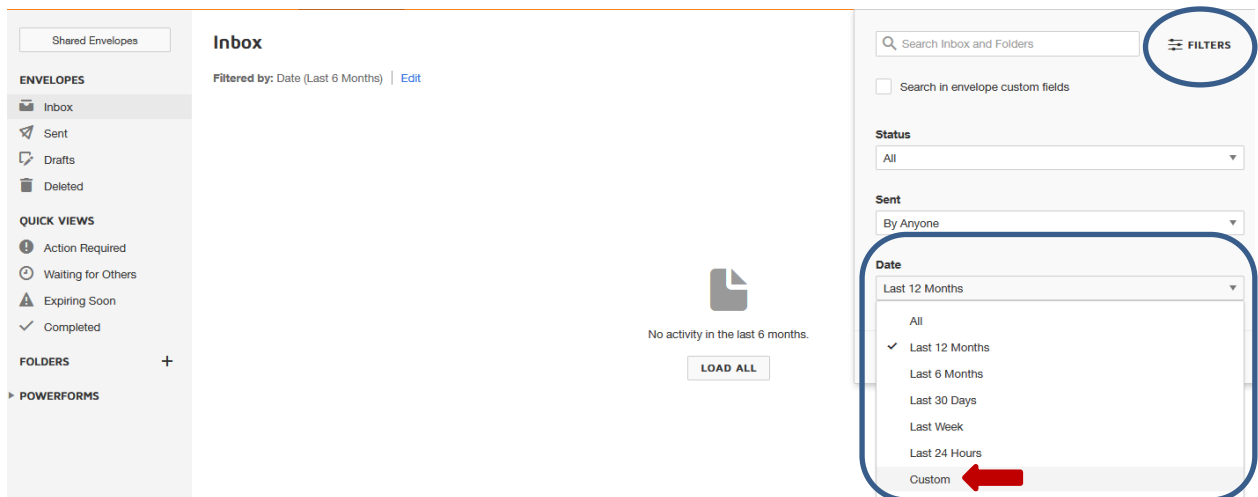 Shared Envelopes
ENVELOPES
Inbox
Sent
Drafts
Deleted
QUICK VIEWS
Action Required
Waiting for Others
Expiring Soon
Completed
FOLDERS +
POWERFORMS
Inbox
Filtered by: Date (Last 6 Months) | Edit
No activity in the last 6 months.
LOAD ALL
Search Inbox and Folders
FILTERS
Search in envelope custom fields
Status
All
Sent
By Anyone
Date
Last 12 Months
All
Last 12 Months
Last 6 Months
Last 30 Days
Last Week
Last 24 Hours
Custom